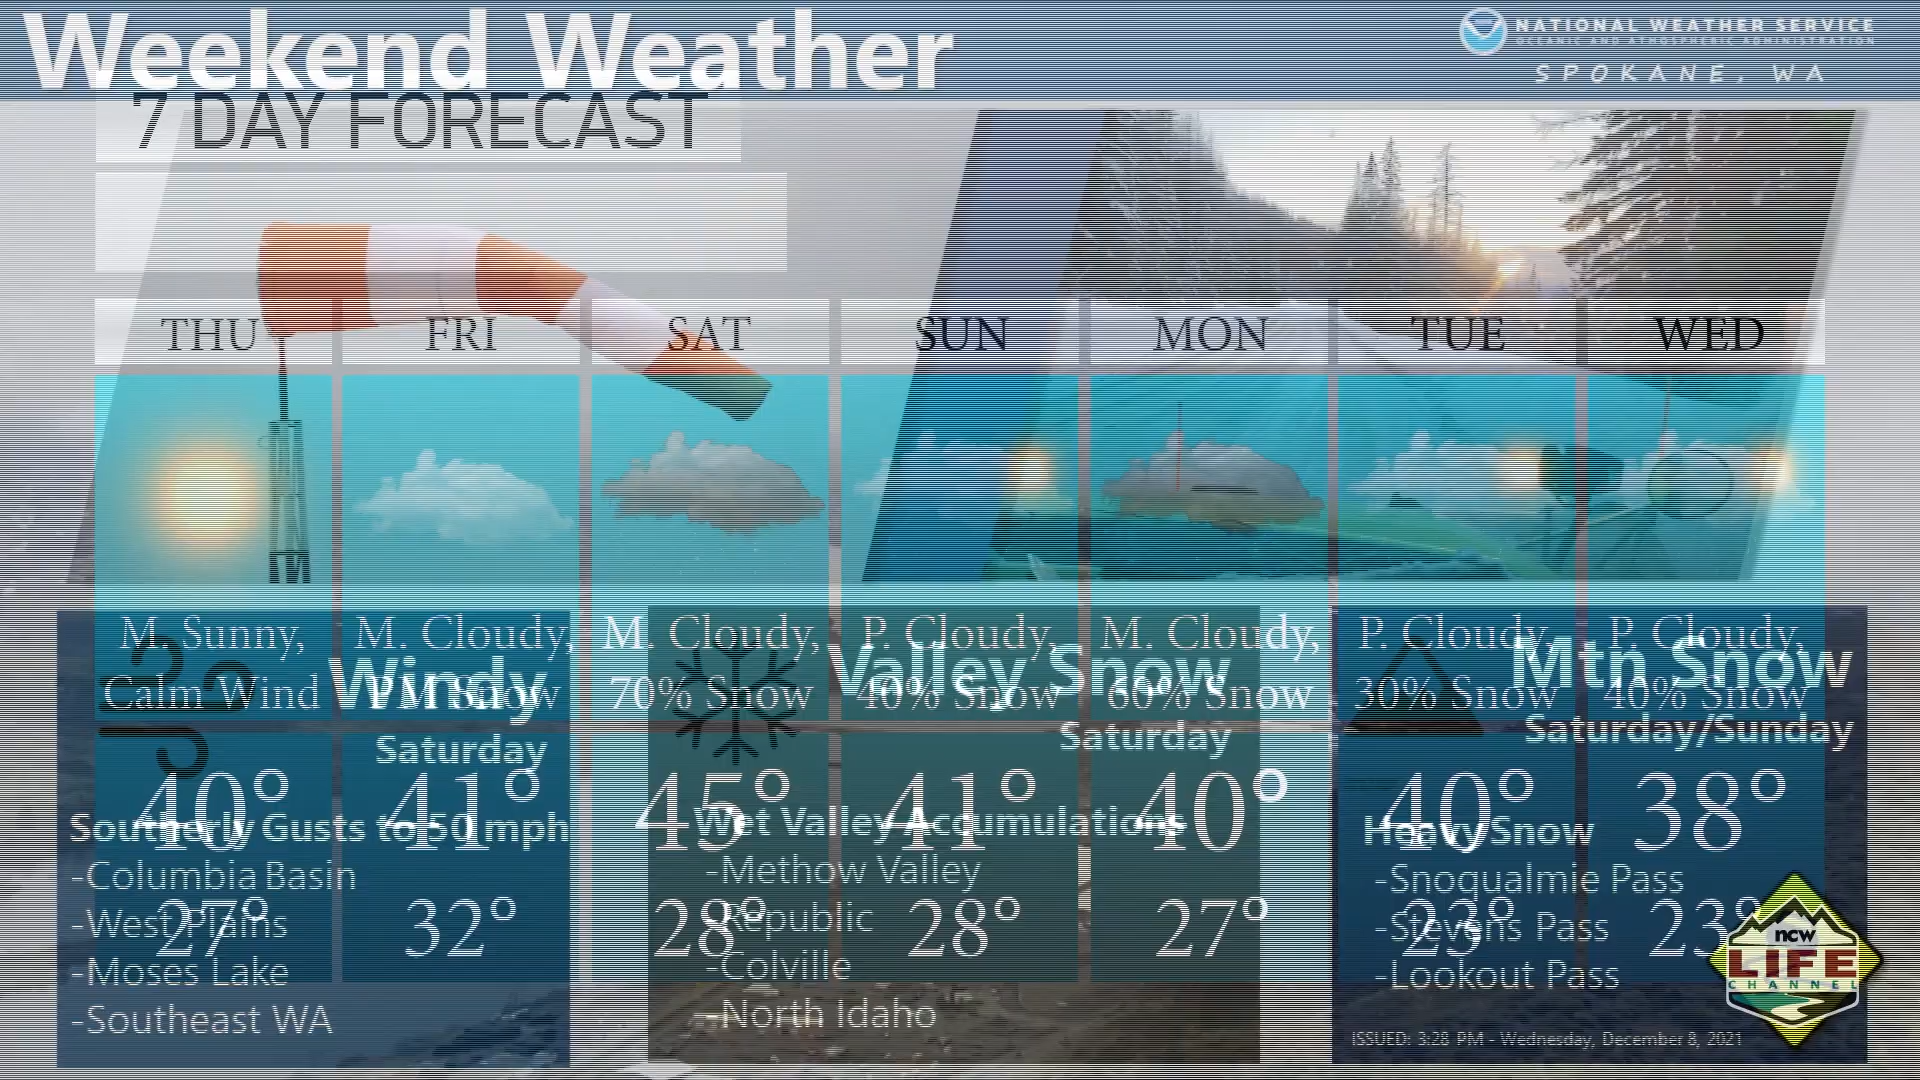 Weekend Weather
NATIONAL WEATHER SERVICE
OCEANIC AND ATMOSPHERIC ADMINISTRATION
SPOKANE, WA
7 DAY FORECAST
THU FRI SAT SUN MON TUE WED
M. Sunny, M. Cloudy, M. Cloudy, P. Cloudy, M. Cloudy, P. Cloudy, P. Cloudy,
Calm Wind PM Snow 70% Snow 40% Snow 60% Snow 30% Snow 40% Snow
40° 41° 45° 41° 40° 40° 38°
27° 32° 28° 28° 27° 23° 23°
Windy
Saturday
Southerly Gusts to 50 mph
-Columbia Basin
-West Plains
-Moses Lake
-Southeast WA
Valley Snow
Saturday
Wet Valley Accumulations
-Methow Valley
-Republic
-Colville
-North Idaho
Mtn Snow
Saturday/Sunday
Heavy Snow
-Snoqualmie Pass
-Stevens Pass
-Lookout Pass
ISSUED: 3:28 PM - Wednesday, December 8, 2021
ncw
LIFE
CHANNEL